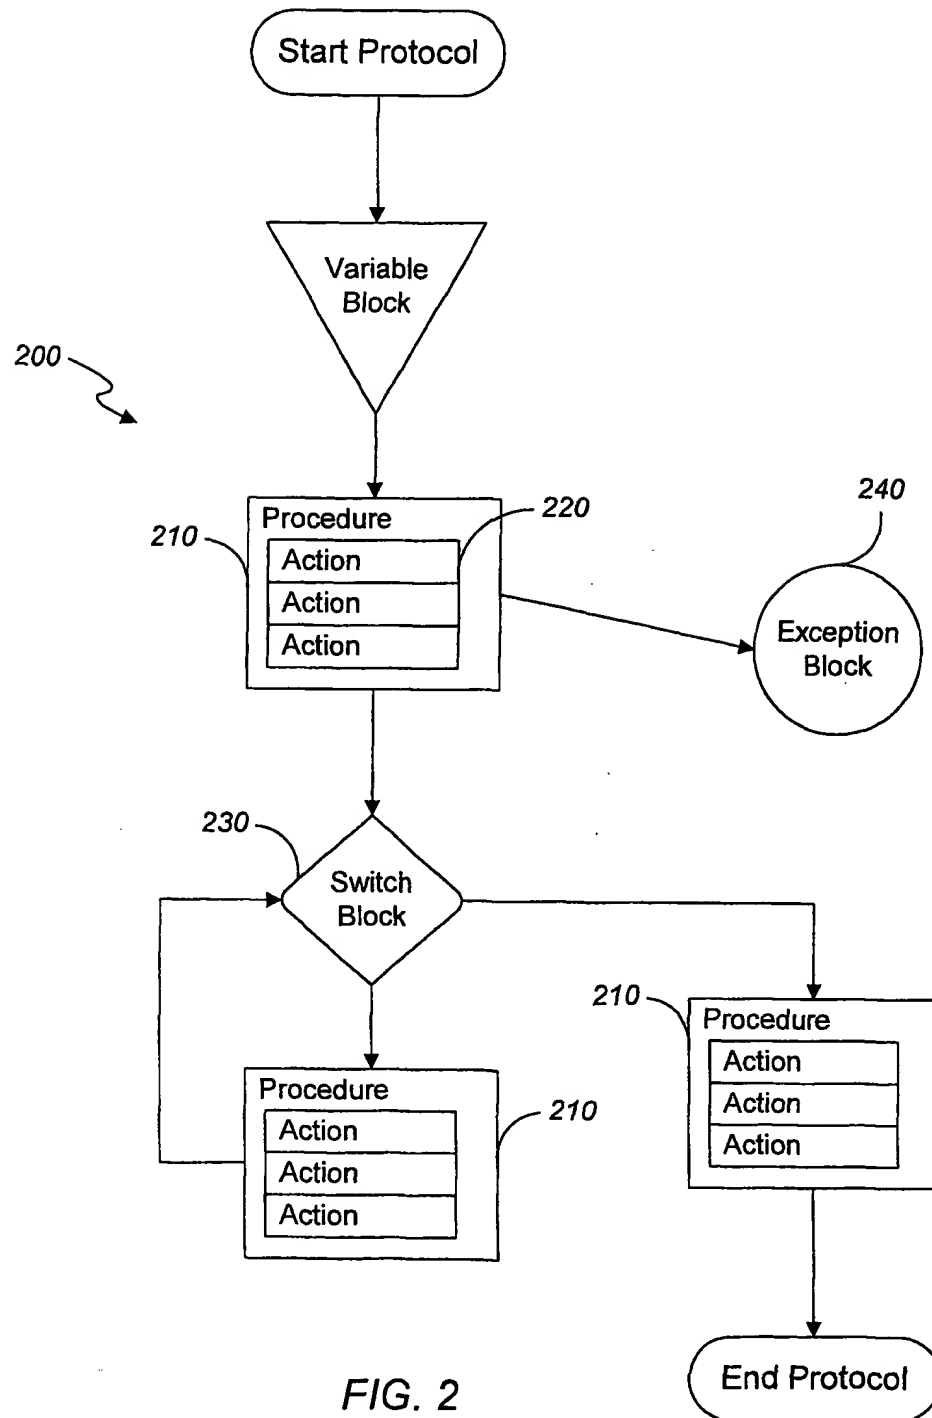 Start Protocol
Variable
Block
200
Procedure
210
220
Action
Action
Action
240
Exception
Block
230
Switch
Block
Procedure
210
Action
Action
Action
210
Procedure
Action
Action
Action
End Protocol
FIG. 2